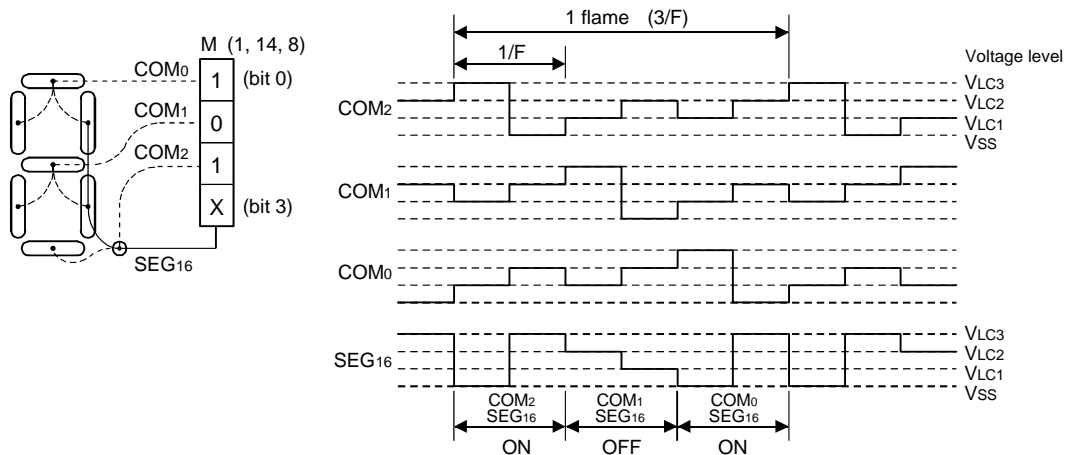 M (1, 14, 8)
COM0
1 (bit 0)
COM1
0
COM2
1
X (bit 3)
SEG16
1 flame (3/F)
1/F
Voltage level
COM2
VLC3
VLC2
VLC1
VSS
COM1
COM0
SEG16
VLC3
VLC2
VLC1
VSS
COM2 COM1 COM0
SEG16 SEG16 SEG16
ON OFF ON